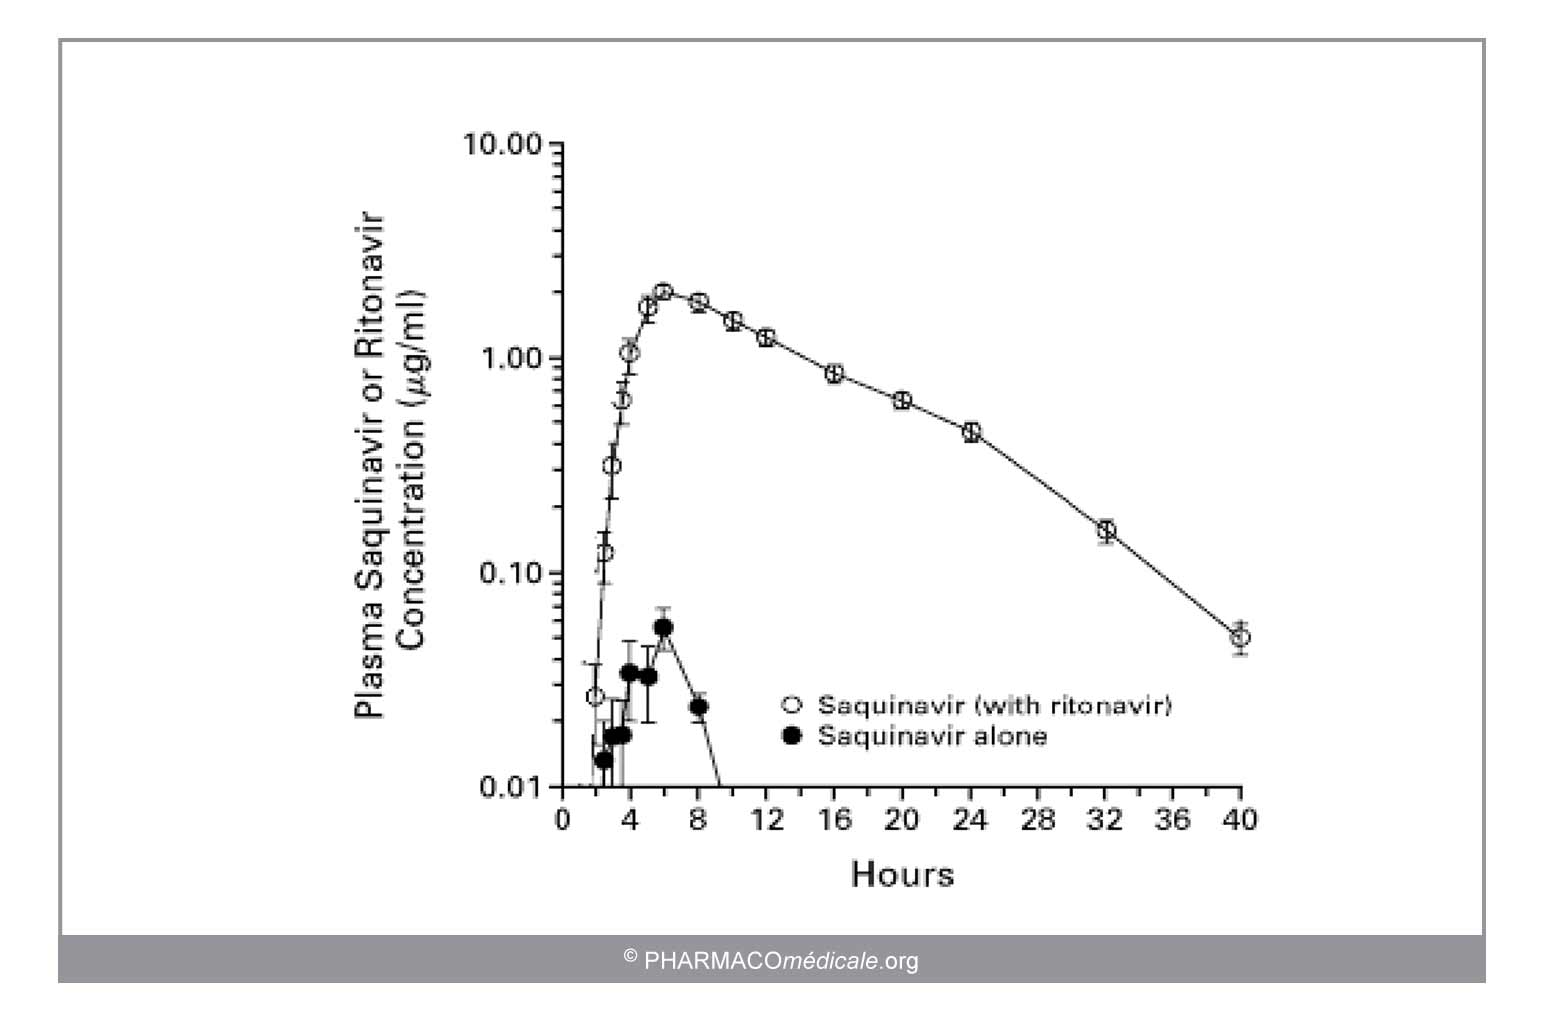 10.00
1.00
0.10
0.01
Plasma Saquinavir or Ritonavir
Concentration (μg/ml)
Saquinavir (with ritonavir)
Saquinavir alone
0 4 8 12 16 20 24 28 32 36 40
Hours
© PHARMACOmédicale.org